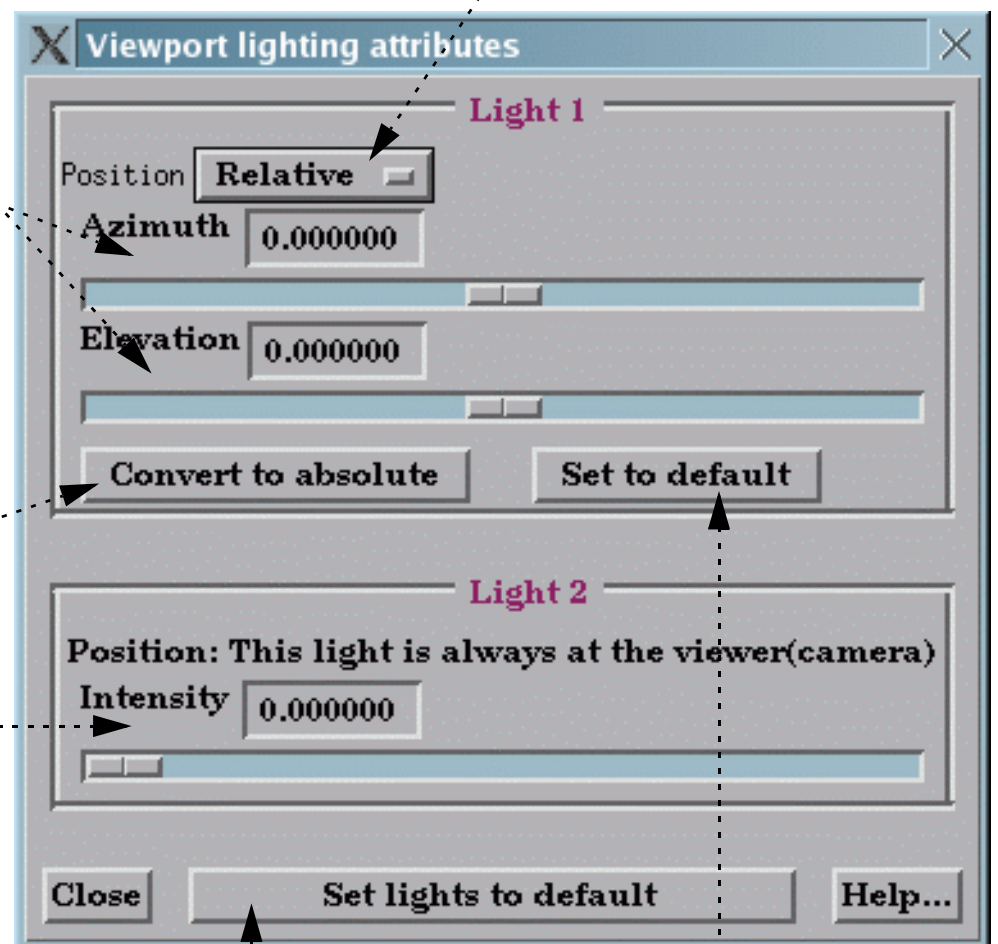 Viewport lighting attributes
Light 1
Position Relative
Azimuth 0.000000
Elevation 0.000000
Convert to absolute Set to default
Light 2
Position: This light is always at the viewer(camera)
Intensity 0.000000
Close Set lights to default Help...